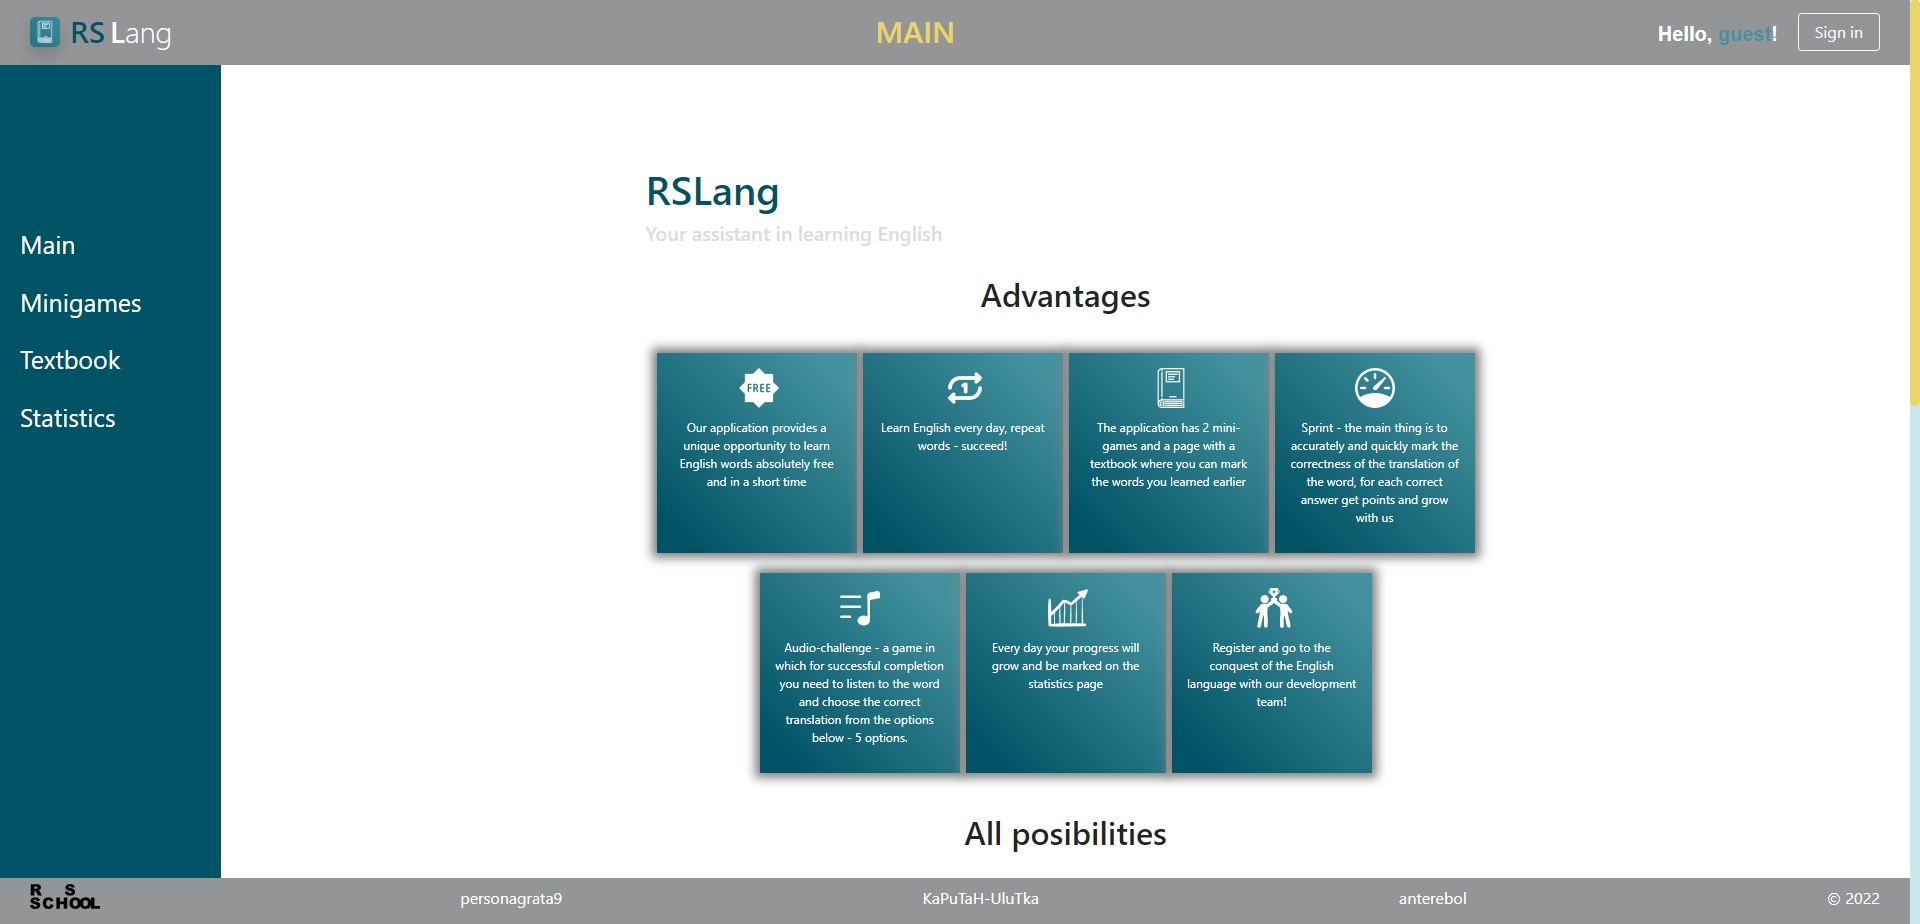 RS Lang
MAIN
Hello, guest!
Sign in
Main
Minigames
Textbook
Statistics
RSLang
Your assistant in learning English
Advantages
FREE
Our application provides a
unique opportunity to learn
English words absolutely free
and in a short time
1
Learn English every day, repeat
words - succeed!
The application has 2 mini-
games and a page with a
textbook where you can mark
the words you learned earlier
Sprint - the main thing is to
accurately and quickly mark the
correctness of the translation of
the word, for each correct
answer get points and grow
with us
Audio-challenge - a game in
which for successful completion
you need to listen to the word
and choose the correct
translation from the options
below - 5 options.
Every day your progress will
grow and be marked on the
statistics page
Register and go to the
conquest of the English
language with our development
team!
All posibilities
R S
SCHOOL
personagrata9
KaPuTaH-UluTka
anterebol
© 2022